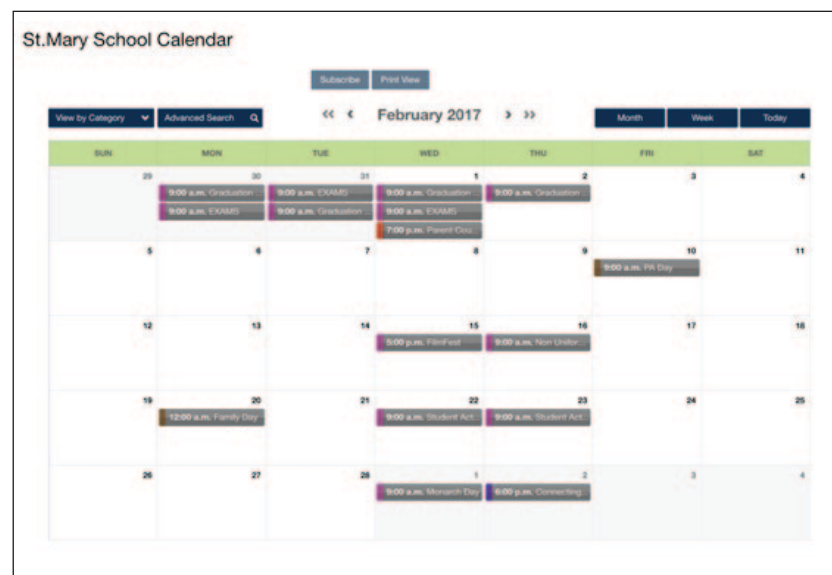 St.Mary School Calendar
Subscribe Print View
View by Category Advanced Search << < February 2017 > >> Month Week Today
SUN MON TUE WED THU FRI SAT
29 30 31 1 2 3 4
9:00 a.m. Graduation 9:00 a.m. EXAMS 9:00 a.m. Graduation 9:00 a.m. Graduation ...
9:00 a.m. EXAMS 9:00 a.m. Graduation 9:00 a.m. EXAMS
7:00 p.m. Parent Cou...
5 6 7 8 9 10 11
9:00 a.m. PA Day
12 13 14 15 16 17 18
5:00 p.m. FilmFest 9:00 a.m. Non Unifor...
19 20 21 22 23 24 25
12:00 a.m. Family Day 9:00 a.m. Student Act... 9:00 a.m. Student Act...
26 27 28 1 2 3 4
9:00 a.m. Monarch Day 6:00 p.m. Connecting...